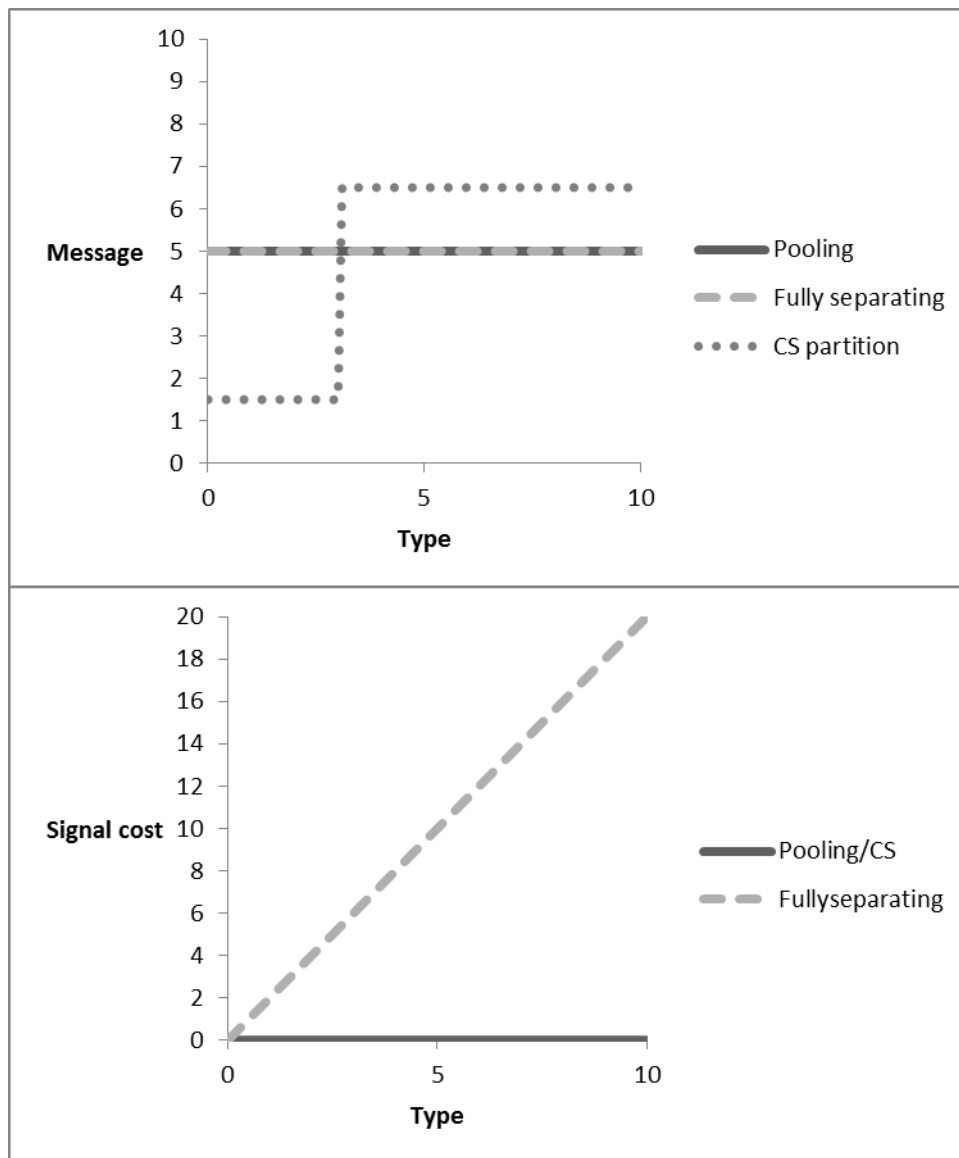 10
9
8
7
6
5
4
3
2
1
0
Message
0 5 10
Type
Pooling
Fully separating
CS partition
20
18
16
14
12
10
8
6
4
2
0
Signal cost
0 5 10
Type
Pooling/CS
Fullyseparating